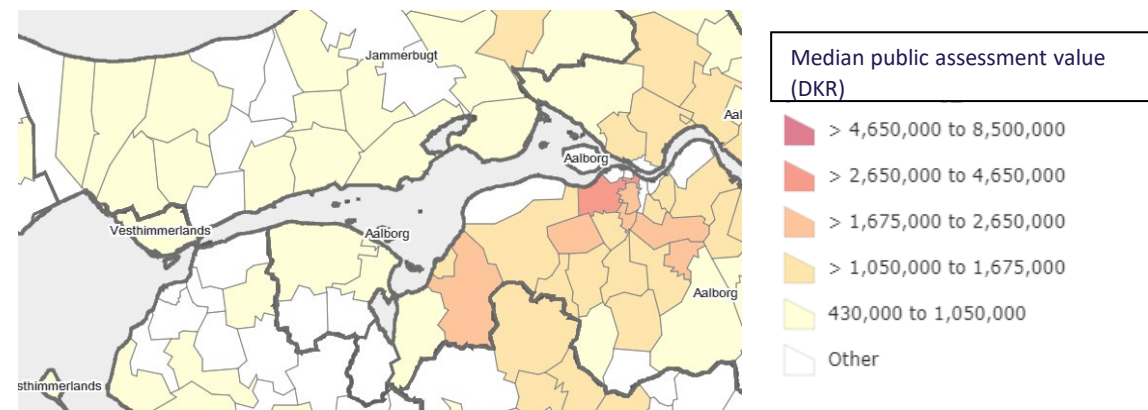 Jammerbugt
Aal
Aalborg
Vesthimmerlands
Aalborg
Aalborg
sthimmerlands
Median public assessment value
(DKR)
> 4,650,000 to 8,500,000
> 2,650,000 to 4,650,000
> 1,675,000 to 2,650,000
> 1,050,000 to 1,675,000
430,000 to 1,050,000
Other